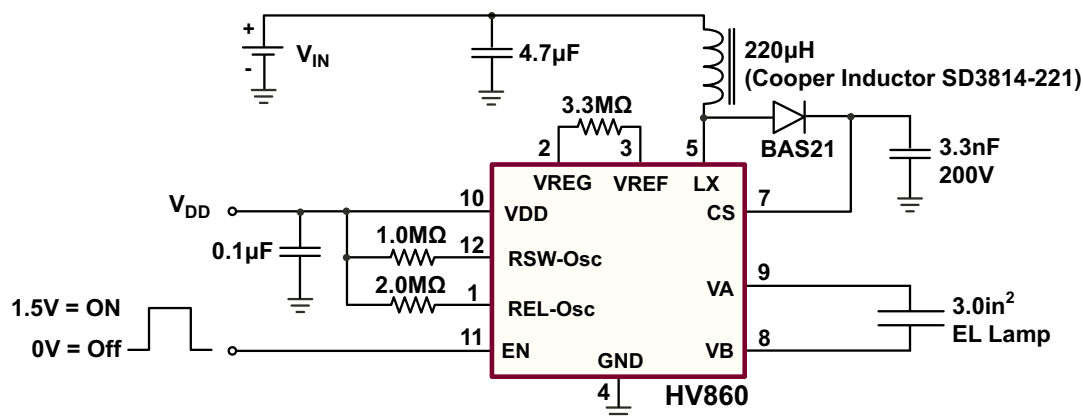 +
-
V_IN
4.7µF
220µH
(Cooper Inductor SD3814-221)
3.3MΩ
2
3
5
BAS21
3.3nF
200V
VREG
VREF
LX
V_DD
10
VDD
CS
7
0.1µF
1.0MΩ
12
RSW-Osc
2.0MΩ
1
REL-Osc
VA
9
1.5V = ON
0V = Off
11
EN
VB
8
3.0in²
EL Lamp
GND
4
HV860